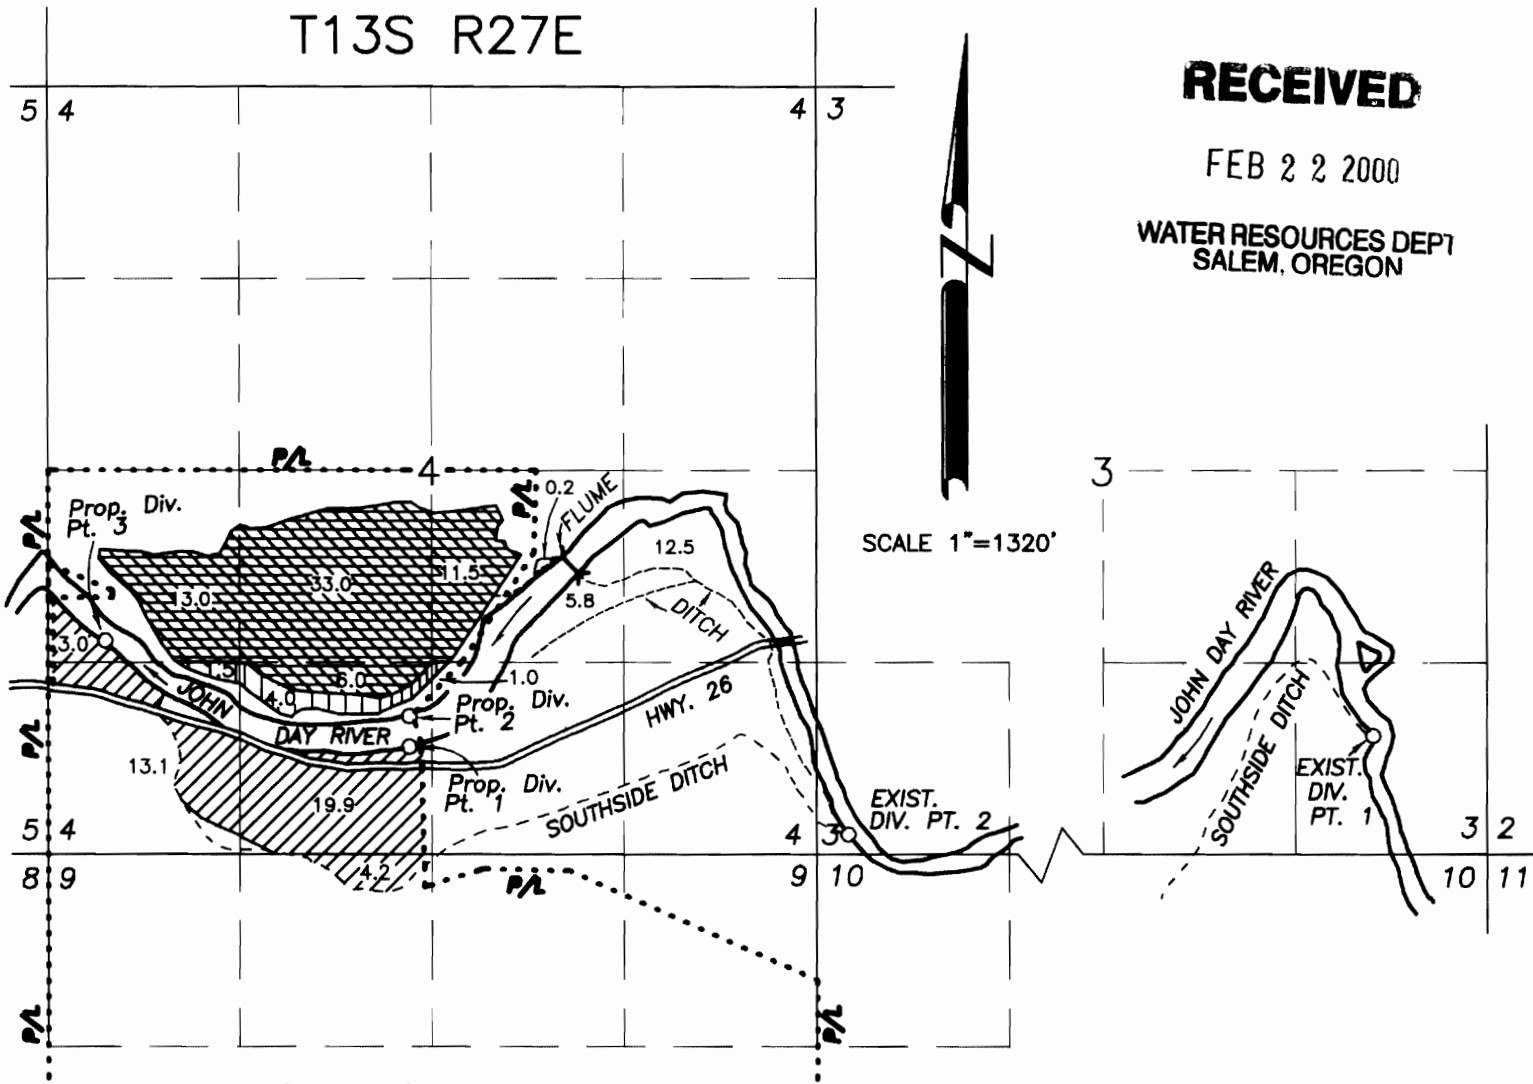 T13S R27E
RECEIVED
FEB 2 2 2000
WATER RESOURCES DEPT
SALEM, OREGON
5 4
4 3
P/L
4
3
P/L
0.2
FLUME
P/L
Prop. Div.
Pt. 3
SCALE 1"=1320'
12.5
11.5
33.0
13.0
5.8
DITCH
JOHN DAY RIVER
3.0
.5
6.0
1.0
4.0
JOHN
DAY RIVER
Prop. Div.
Pt. 2
HWY. 26
P/L
13.1
19.9
Prop. Div.
Pt. 1
SOUTHSIDE DITCH
EXIST.
DIV. PT. 2
SOUTHSIDE DITCH
EXIST.
DIV.
PT. 1
5 4
4 3
3 2
8 9
4.2
P/L
9 10
10 11
P/L
P/L